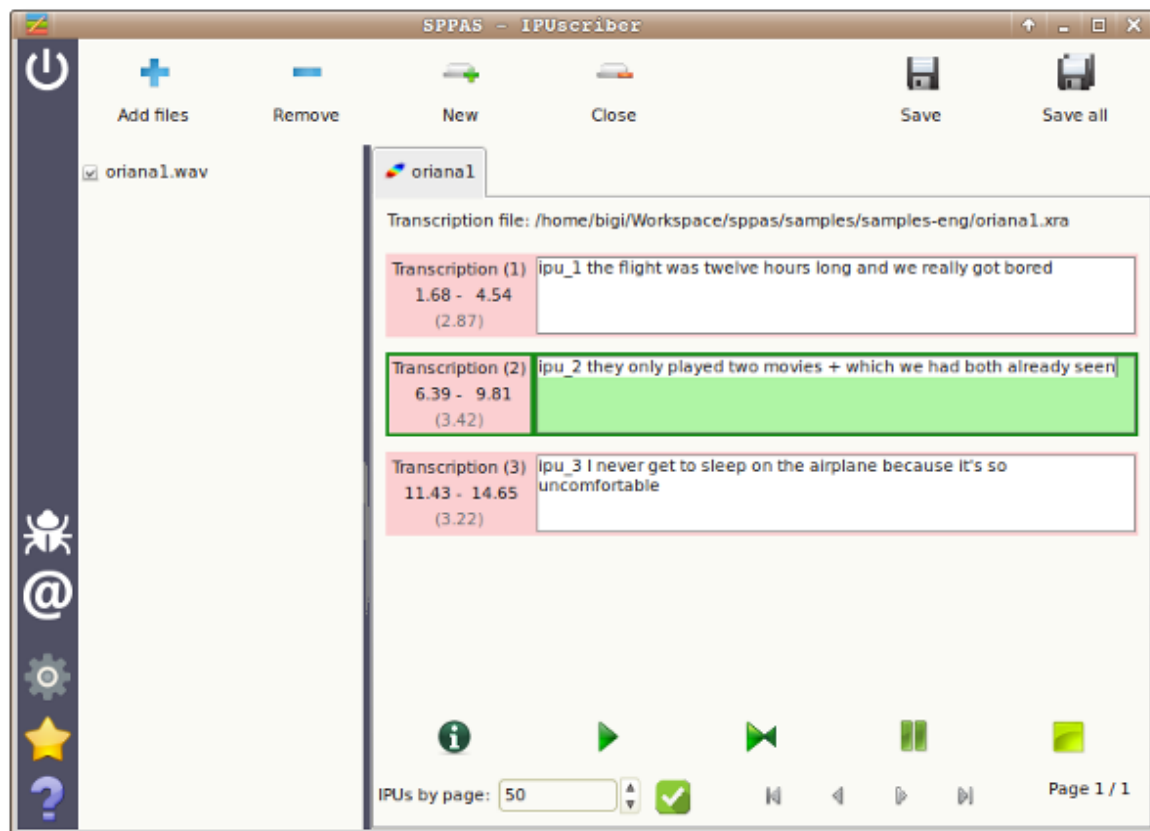 SPPAS - IPUscriber
Add files
Remove
New
Close
Save
Save all
oriana1.wav
oriana1
Transcription file: /home/bigi/Workspace/sppas/samples/samples-eng/oriana1.xra
Transcription (1)
1.68 - 4.54
(2.87)
ipu_1 the flight was twelve hours long and we really got bored
Transcription (2)
6.39 - 9.81
(3.42)
ipu_2 they only played two movies + which we had both already seen
Transcription (3)
11.43 - 14.65
(3.22)
ipu_3 I never get to sleep on the airplane because it's so
uncomfortable
IPUs by page: 50
Page 1 / 1